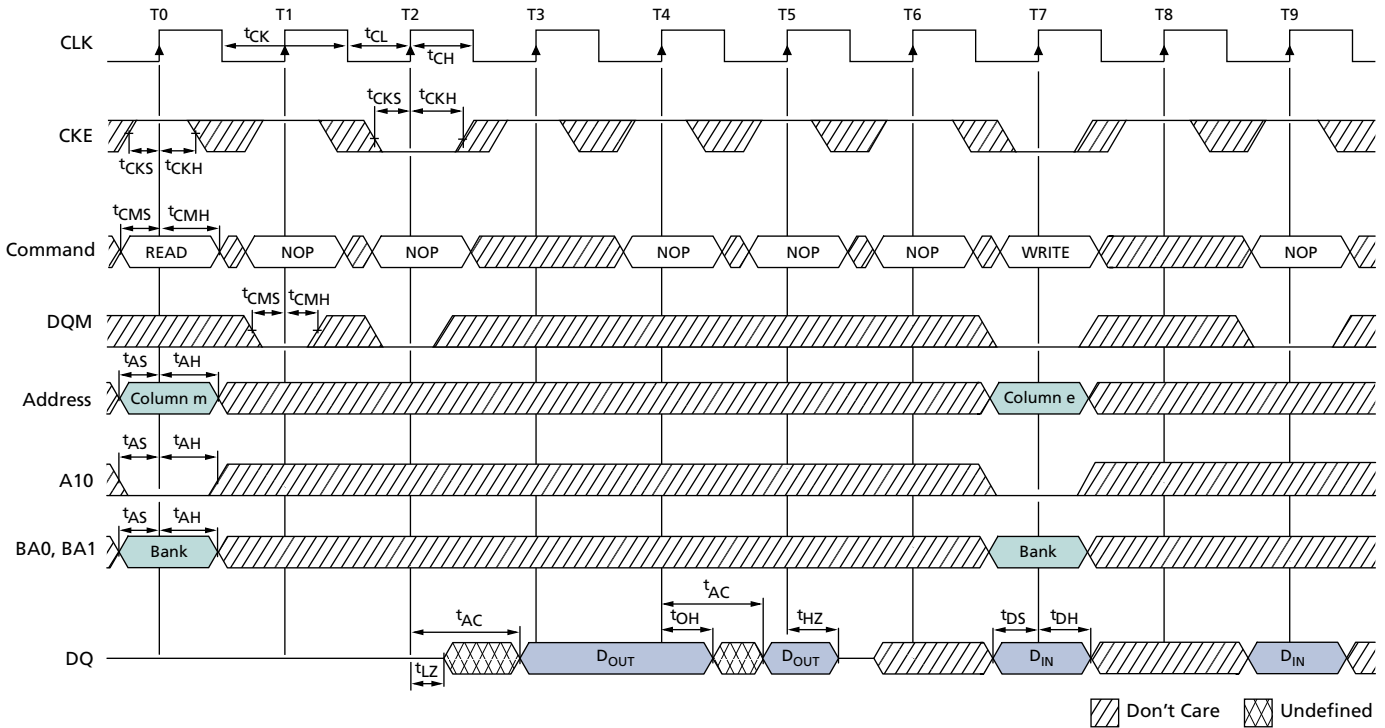 T0 T1 T2 T3 T4 T5 T6 T7 T8 T9
CLK
tCK tCL
tCH
tCKS tCKH
CKE
tCKS tCKH
tCMS tCMH
Command READ NOP NOP NOP NOP NOP WRITE NOP
tCMS tCMH
DQM
tAS tAH
Address Column m Column e
tAS tAH
A10
tAS tAH
BA0, BA1 Bank Bank
tAC tAC tOH tHZ tDS tDH
DQ DOUT DOUT DIN DIN
tLZ
Don't Care Undefined